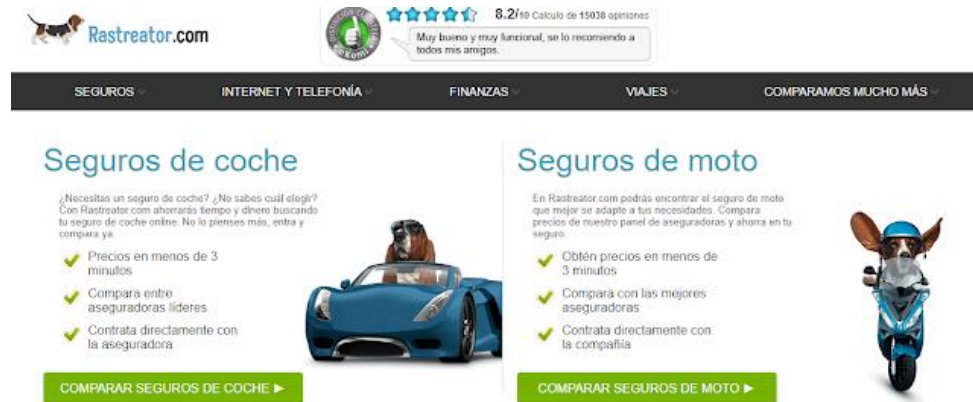 Rastreator.com
8.2/10 Calculo de 15038 opiniones
Muy bueno y muy funcional, se lo recomiendo a
todos mis amigos.
eKomi
SEGUROS
INTERNET Y TELEFONÍA
FINANZAS
VIAJES
COMPARAMOS MUCHO MÁS
Seguros de coche
¿Necesitas un seguro de coche? ¿No sabes cuál elegir?
Con Rastreator.com ahorrarás tiempo y dinero buscando
tu seguro de coche online. No lo pienses más, entra y
compara ya.
Precios en menos de 3
minutos
Compara entre
aseguradoras líderes
Contrata directamente con
la aseguradora
COMPARAR SEGUROS DE COCHE ►
Seguros de moto
En Rastreator.com podrás encontrar el seguro de moto
que mejor se adapte a tus necesidades. Compara
precios de nuestro panel de aseguradoras y ahorra en tu
seguro.
Obtén precios en menos de
3 minutos
Compara con las mejores
aseguradoras
Contrata directamente con
la compañía
COMPARAR SEGUROS DE MOTO ►